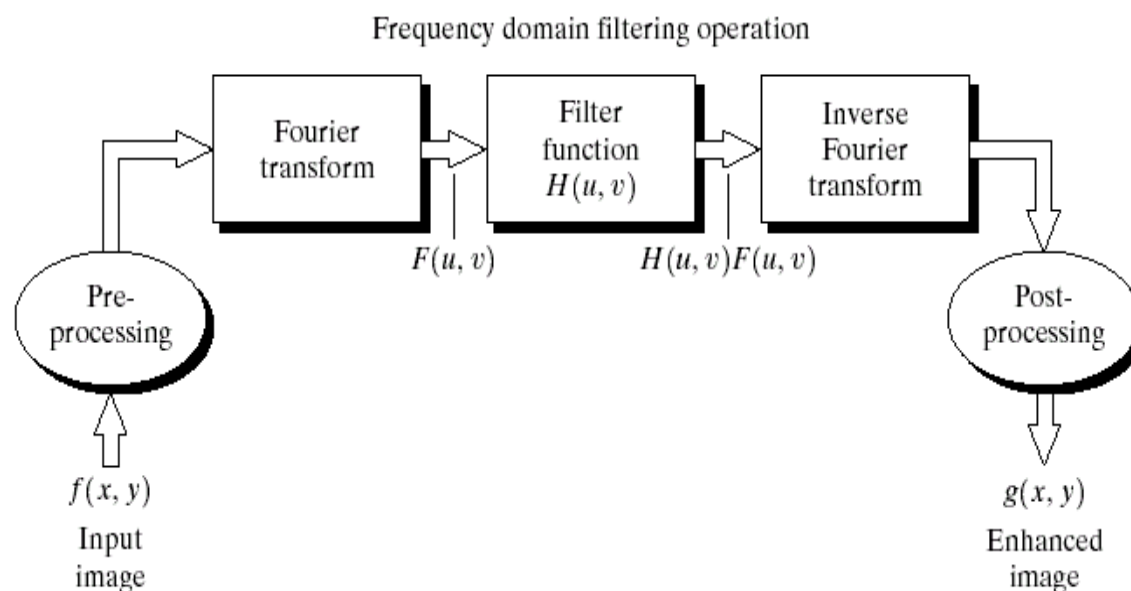 Frequency domain filtering operation
Fourier
transform
Filter
function
H(u, v)
Inverse
Fourier
transform
F(u, v)
H(u, v)F(u, v)
Pre-
processing
Post-
processing
f(x, y)
Input
image
g(x, y)
Enhanced
image